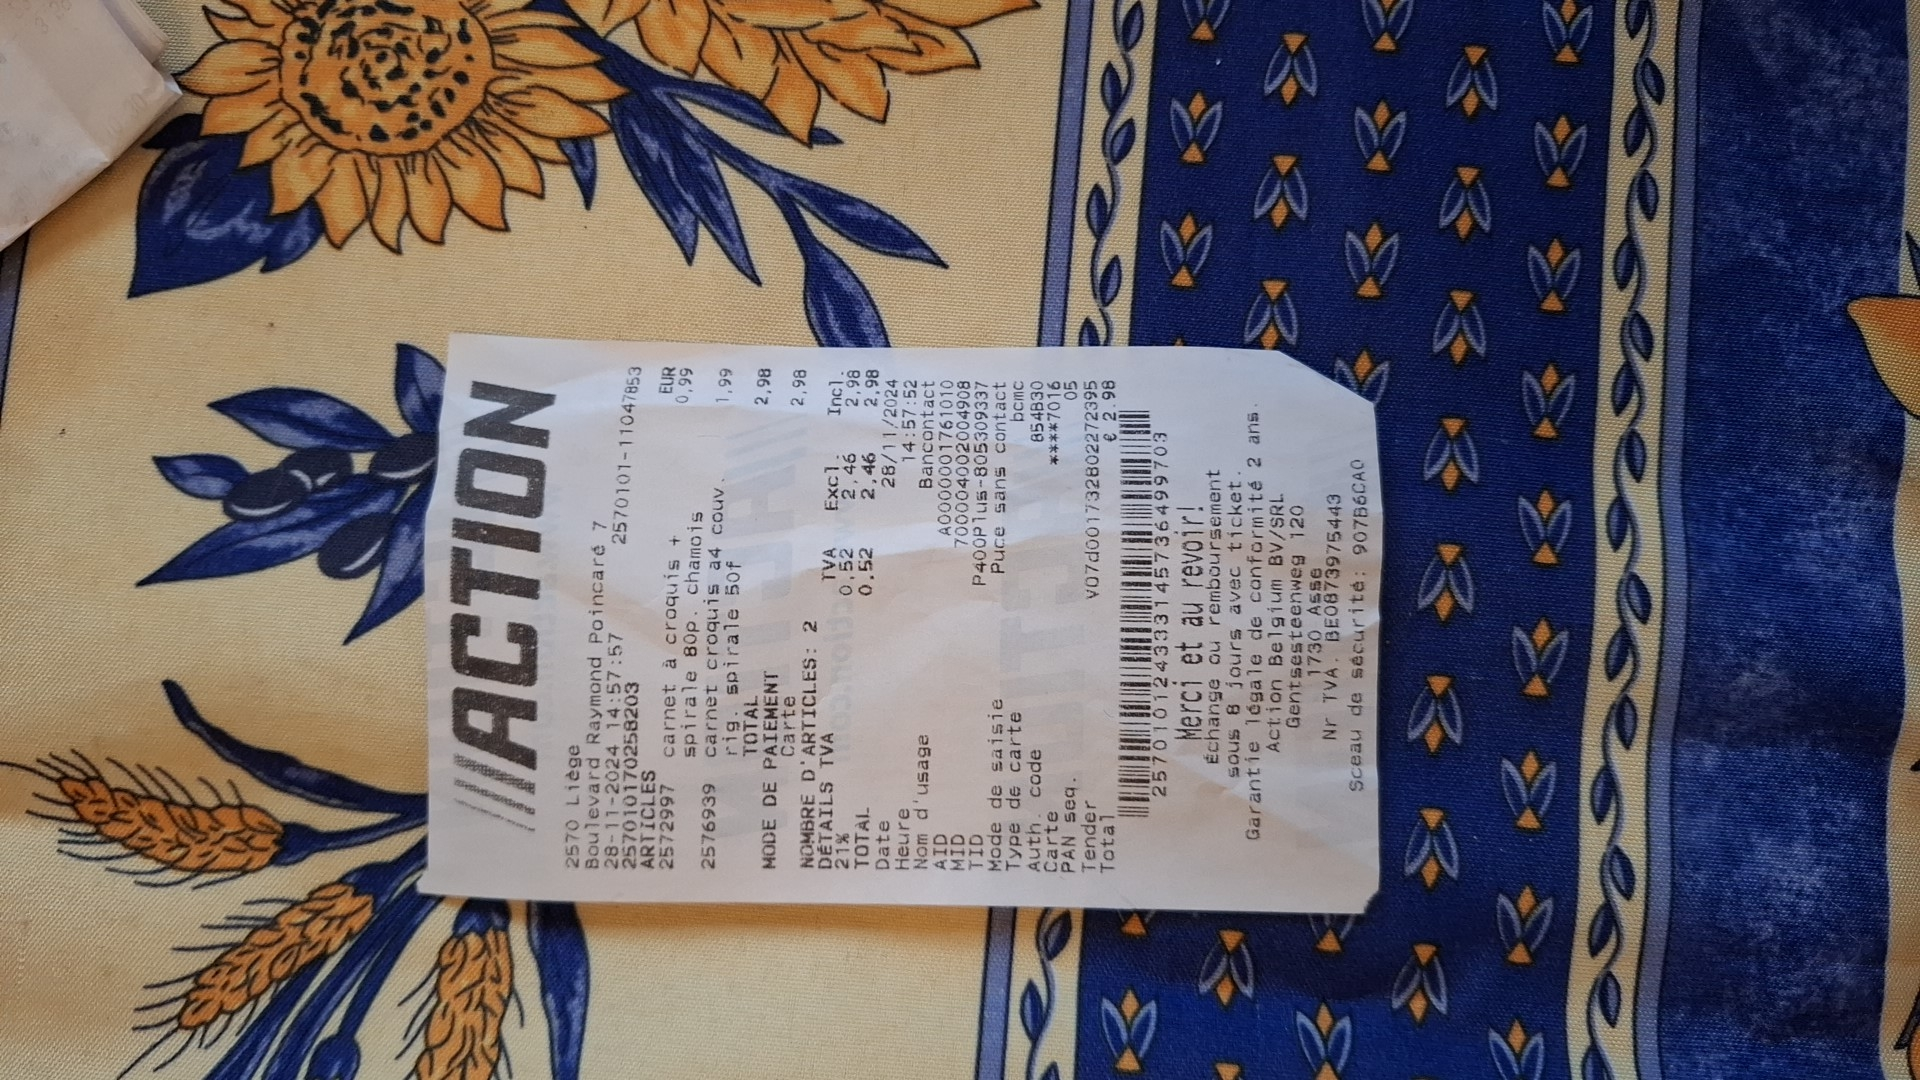 ///ACTION
2570 Liège
Boulevard Raymond Poincaré 7
28-11-2024 14:57:57 2570101-11047853
2570101170258203
ARTICLES EUR
2572997 carnet à croquis + 0,99
spirale 80p. chamois
2576939 carnet croquis a4 couv. 1,99
rig. spirale 50f
TOTAL 2,98
MODE DE PAIEMENT
Carte 2,98
NOMBRE D'ARTICLES: 2
DÉTAILS TVA TVA Excl. Incl.
21% 0,52 2,46 2,98
TOTAL 0,52 2,46 2,98
Date 28/11/2024
Heure 14:57:52
Nom d'usage Bancontact
AID A0000001761010
MID 700004002004908
TID P400Plus-805309337
Mode de saisie Puce sans contact
Type de carte bcmc
Auth. code 854B30
Carte ****7016
PAN seq. 05
Tender V07d001732802272395
Total € 2,98
2570101243331457364997​03
Merci et au revoir!
Échange ou remboursement
sous 8 jours avec ticket.
Garantie légale de conformité 2 ans.
Action Belgium BV/SRL
Gentsesteenweg 120
1730 Asse
Nr TVA. BE0873975443
Sceau de sécurité: 907B6CA0